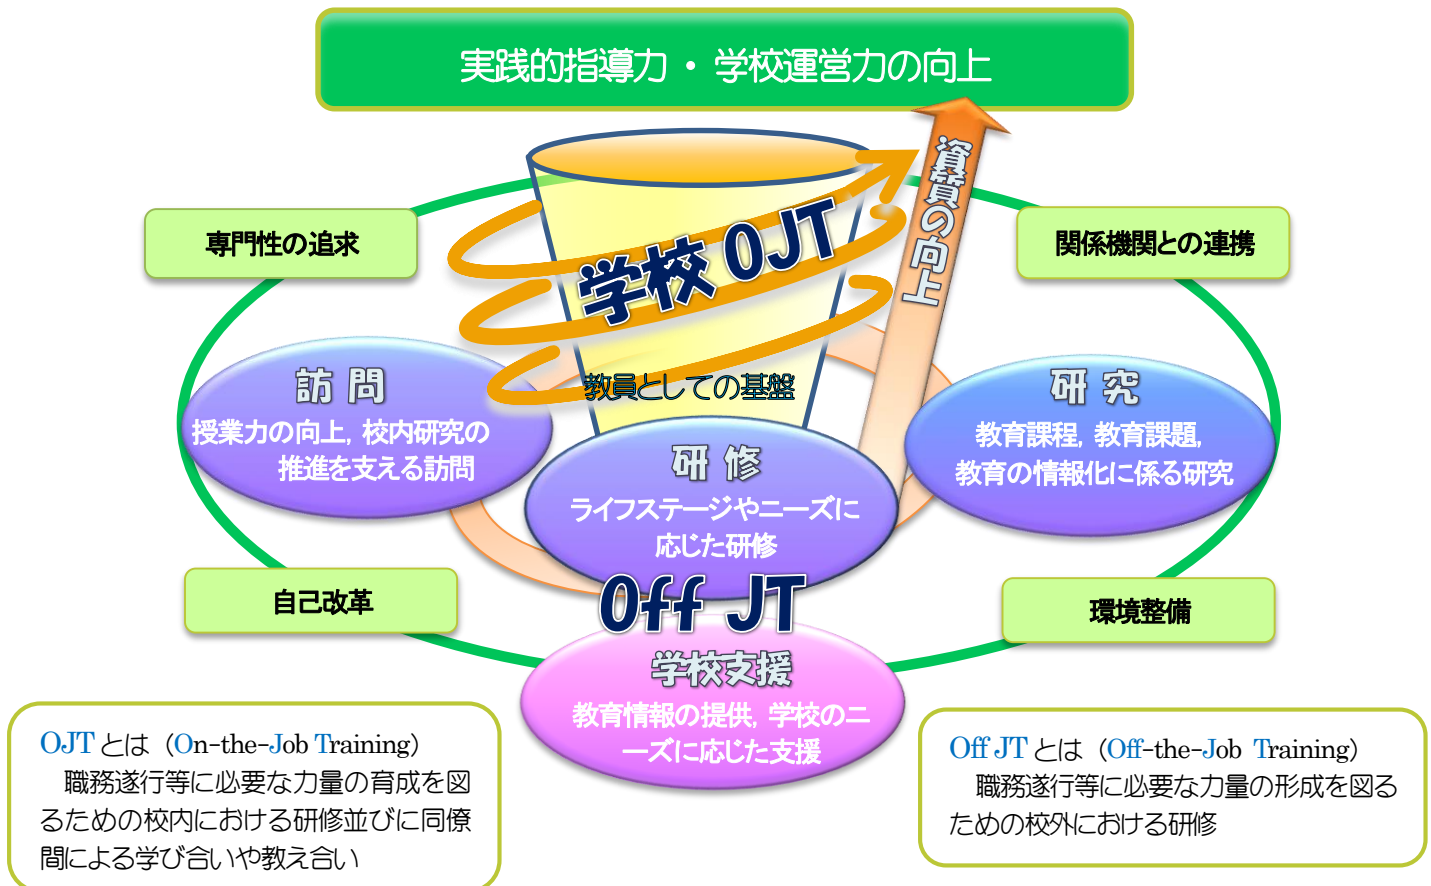 実践的指導力・学校運営力の向上
資質の向上
学校 OJT
専門性の追求
関係機関との連携
訪 問
授業力の向上，校内研究の
推進を支える訪問
教員としての基盤
研 究
教育課程，教育課題，
教育の情報化に係る研究
研 修
ライフステージやニーズに
応じた研修
自己改革
環境整備
Off JT
学校支援
教育情報の提供，学校のニ
ーズに応じた支援
OJTとは（On-the-Job Training）
職務遂行等に必要な力量の育成を図
るための校内における研修並びに同僚
間による学び合いや教え合い
Off JTとは（Off-the-Job Training）
職務遂行等に必要な力量の形成を図る
ための校外における研修